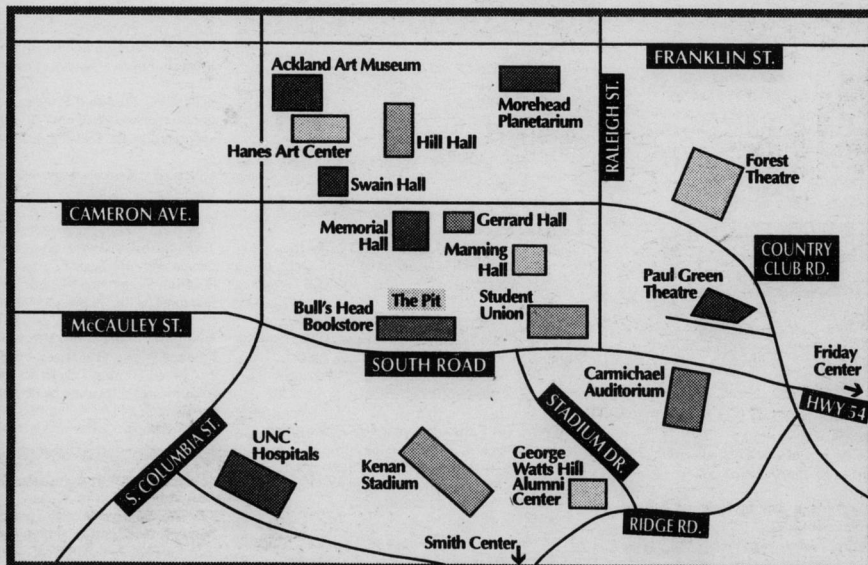 FRANKLIN ST.
Ackland Art Museum
Morehead
Planetarium
RALEIGH ST.
Hanes Art Center
Hill Hall
Forest
Theatre
Swain Hall
CAMERON AVE.
Memorial
Hall
Gerrard Hall
Manning
Hall
COUNTRY
CLUB RD.
Paul Green
Theatre
The Pit
Bull's Head
Bookstore
Student
Union
McCAULEY ST.
SOUTH ROAD
Friday
Center
Carmichael
Auditorium
HWY 54
STADIUM DR.
S. COLUMBIA ST.
UNC
Hospitals
Kenan
Stadium
George
Watts Hill
Alumni
Center
RIDGE RD.
Smith Center